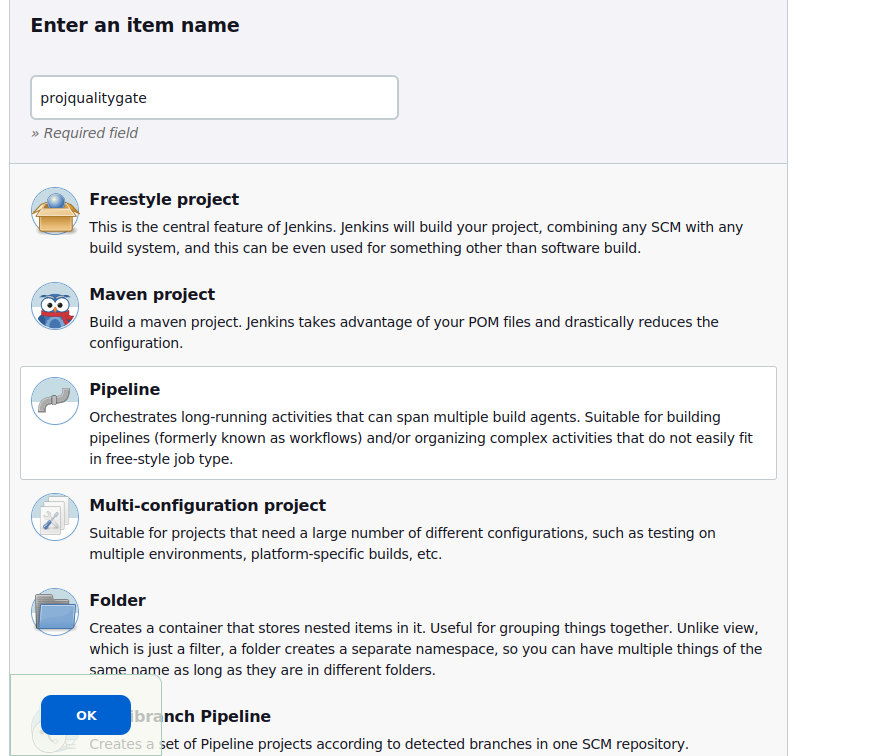 Enter an item name
projqualitygate
» Required field
Freestyle project
This is the central feature of Jenkins. Jenkins will build your project, combining any SCM with any
build system, and this can be even used for something other than software build.
Maven project
Build a maven project. Jenkins takes advantage of your POM files and drastically reduces the
configuration.
Pipeline
Orchestrates long-running activities that can span multiple build agents. Suitable for building
pipelines (formerly known as workflows) and/or organizing complex activities that do not easily fit
in free-style job type.
Multi-configuration project
Suitable for projects that need a large number of different configurations, such as testing on
multiple environments, platform-specific builds, etc.
Folder
Creates a container that stores nested items in it. Useful for grouping things together. Unlike view,
which is just a filter, a folder creates a separate namespace, so you can have multiple things of the
same name as long as they are in different folders.
OK
ibranch Pipeline
Creates a set of Pipeline projects according to detected branches in one SCM repository.